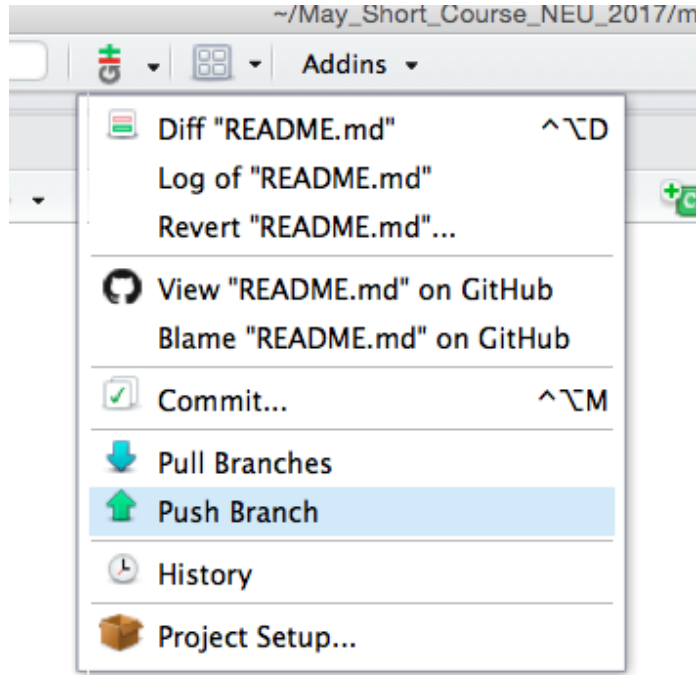 ~/May_Short_Course_NEU_2017/m
Addins
Diff "README.md" ^⌥D
Log of "README.md"
Revert "README.md"...
View "README.md" on GitHub
Blame "README.md" on GitHub
Commit... ^⌥M
Pull Branches
Push Branch
History
Project Setup...